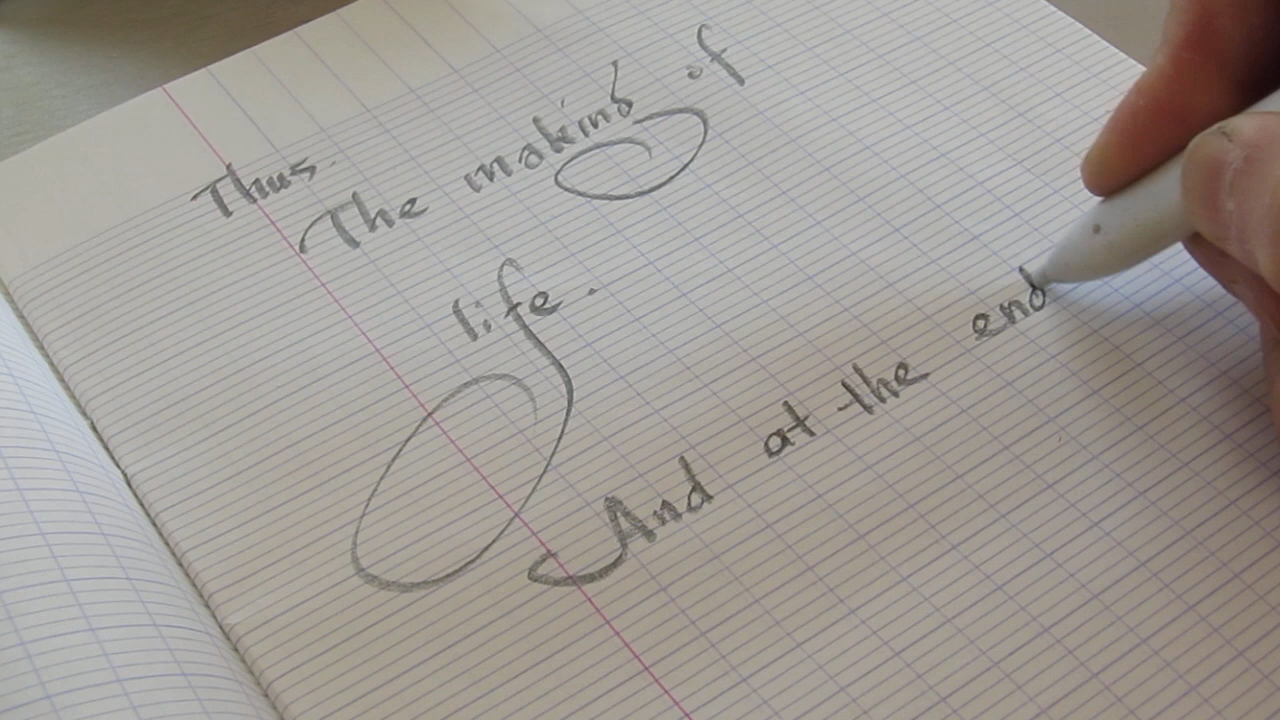 Thus.
The making of
life.
And at the end